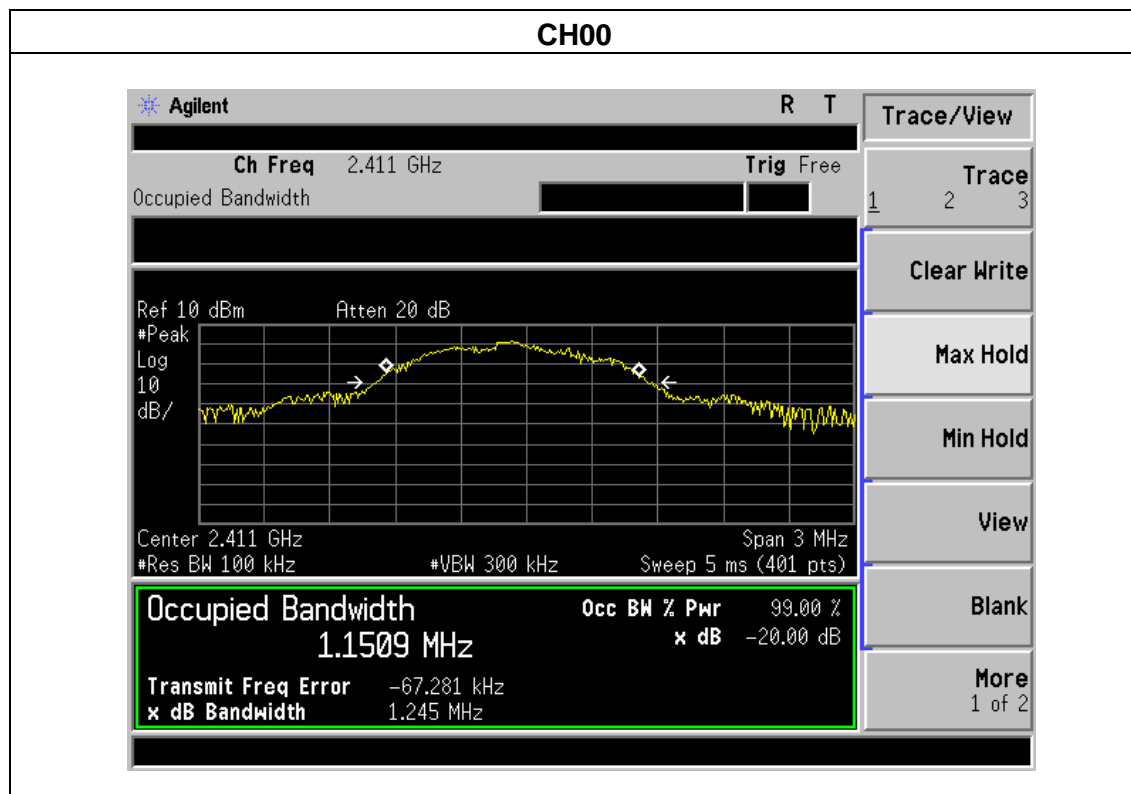 CH00
Agilent R T
Ch Freq 2.411 GHz Trig Free
Occupied Bandwidth
Ref 10 dBm Atten 20 dB
#Peak
Log
10
dB/
Center 2.411 GHz Span 3 MHz
#Res BW 100 kHz #VBW 300 kHz Sweep 5 ms (401 pts)
Occupied Bandwidth Occ BW % Pwr 99.00 %
1.1509 MHz x dB -20.00 dB
Transmit Freq Error -67.281 kHz
x dB Bandwidth 1.245 MHz
Trace/View
Trace
1 2 3
Clear Write
Max Hold
Min Hold
View
Blank
More
1 of 2